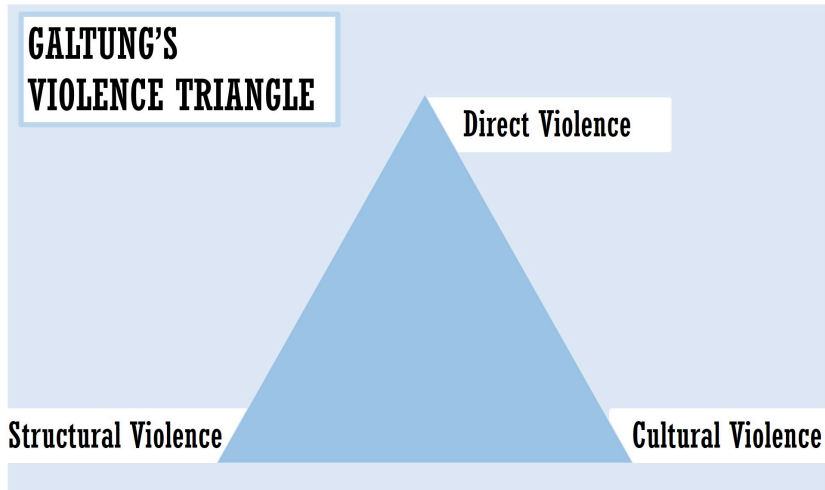 GALTUNG'S
VIOLENCE TRIANGLE
Direct Violence
Structural Violence
Cultural Violence